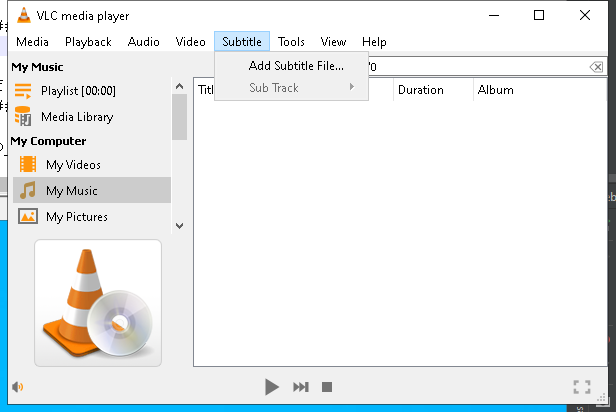 VLC media player
Media Playback Audio Video Subtitle Tools View Help
My Music
Playlist [00:00]
Media Library
My Computer
My Videos
My Music
My Pictures
Add Subtitle File...
Sub Track
Duration Album